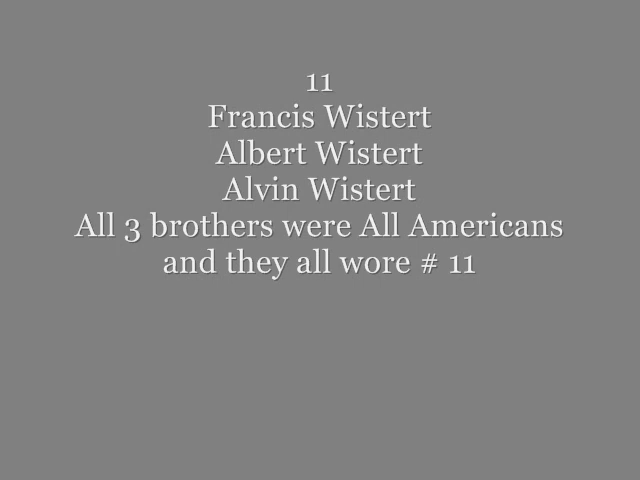 11
Francis Wistert
Albert Wistert
Alvin Wistert
All 3 brothers were All Americans
and they all wore # 11